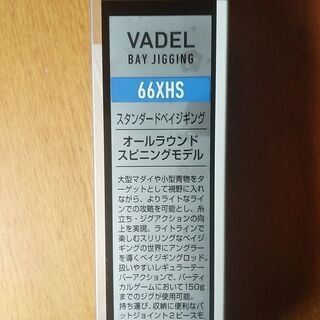 VADEL
BAY JIGGING
66XHS
スタンダードベイジギング
オールラウンド
スピニングモデル
大型マダイや小型青物をタ
ーゲットとして視野に入れ
ながら、よりライトなライ
ンでの攻略を可能とし、糸
立ち・ジグアクションの向
上を実現。ライトラインで
楽しむスリリングなベイジ
ギングの世界にアングラー
を導くベイジギングロッド。
扱いやすいレギュラーテー
パーアクションで、バーティ
カルゲームにおいて150gま
でのジグが使用可能。
持ち運び、収納に便利なバ
ットジョイント2ピースモ